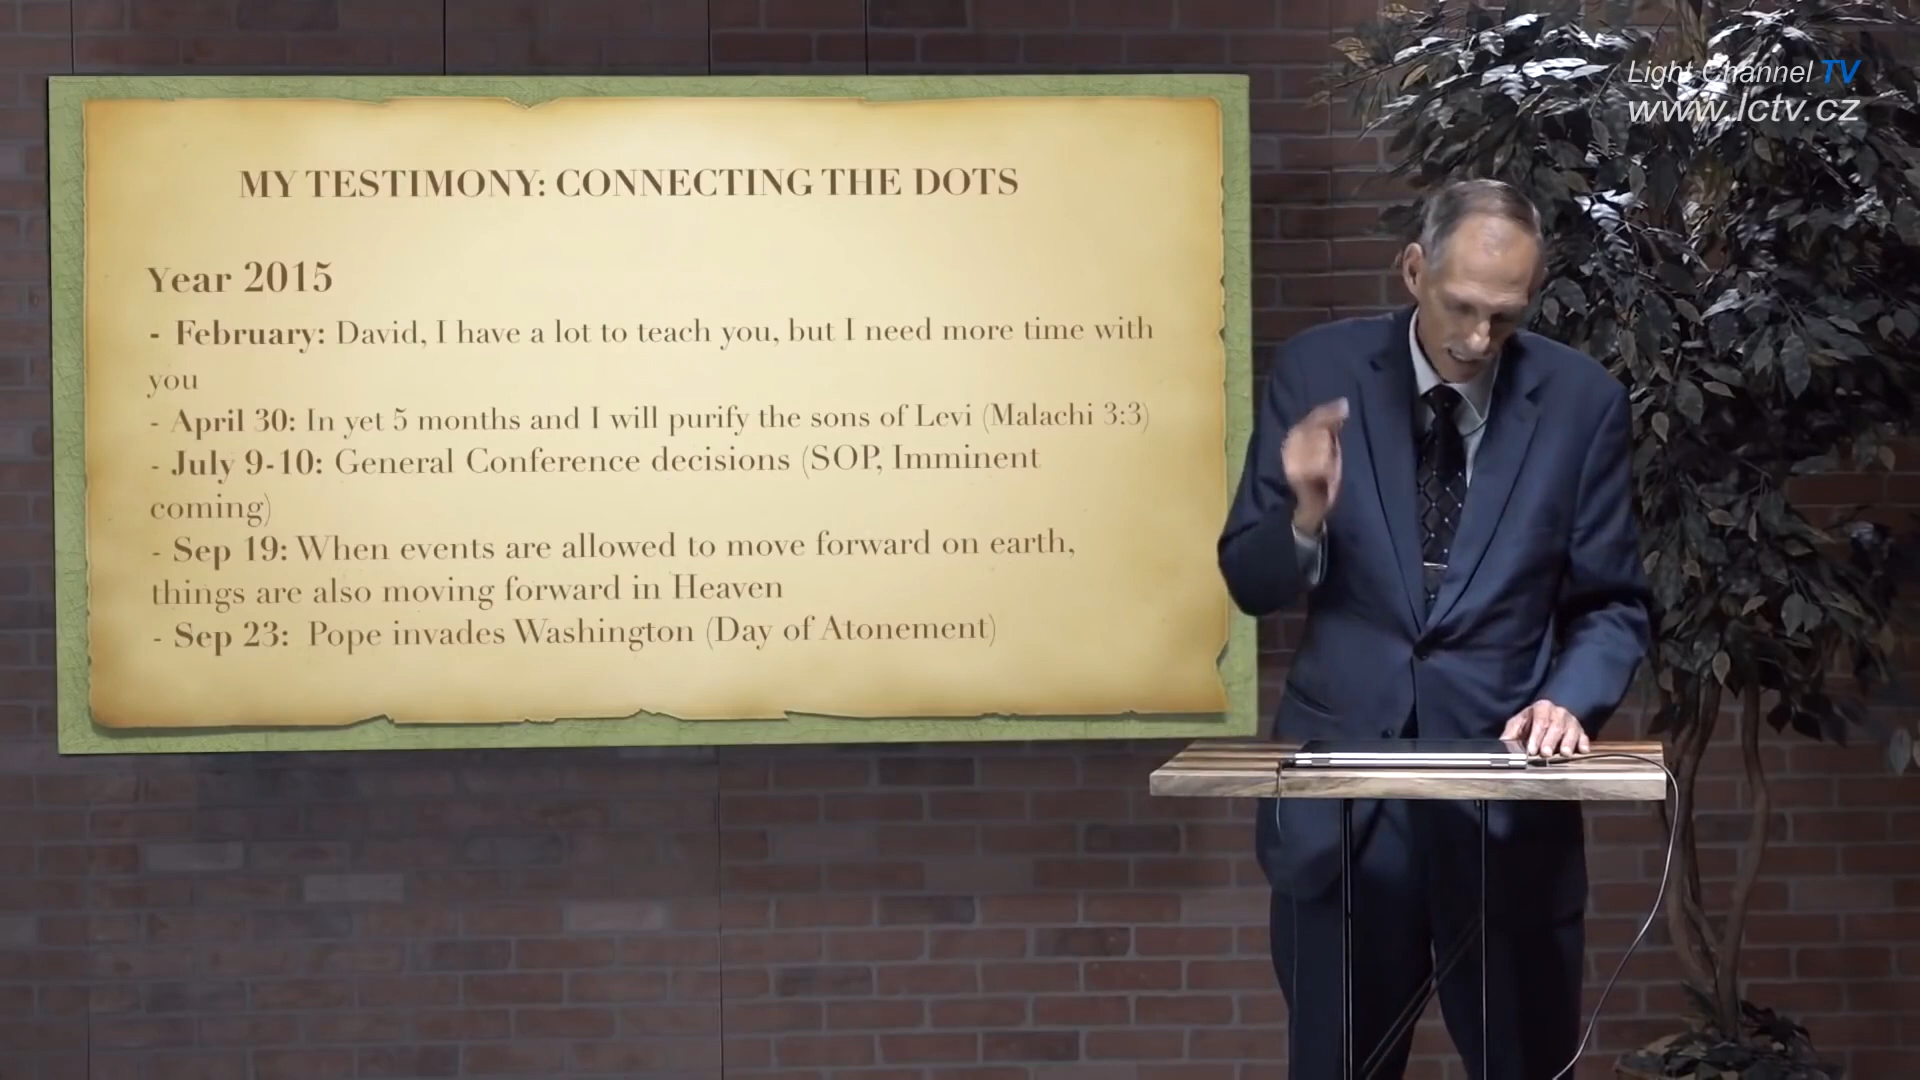 Light Channel TV
www.lctv.cz
MY TESTIMONY: CONNECTING THE DOTS
Year 2015
- February: David, I have a lot to teach you, but I need more time with
you
- April 30: In yet 5 months and I will purify the sons of Levi (Malachi 3:3)
- July 9-10: General Conference decisions (SOP, Imminent
coming)
- Sep 19: When events are allowed to move forward on earth,
things are also moving forward in Heaven
- Sep 23: Pope invades Washington (Day of Atonement)